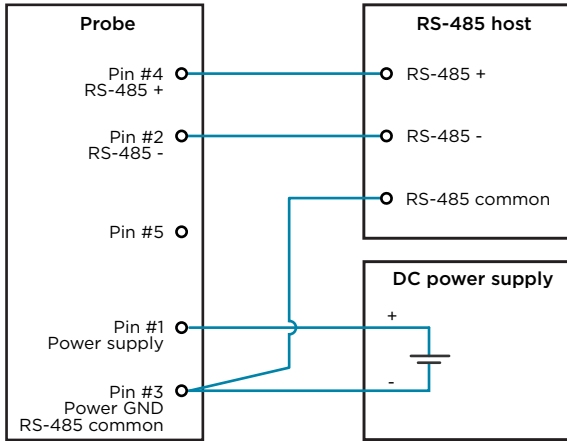 Probe
Pin #4
RS-485 +
Pin #2
RS-485 -
Pin #5
Pin #1
Power supply
Pin #3
Power GND
RS-485 common
RS-485 host
RS-485 +
RS-485 -
RS-485 common
DC power supply
+
-